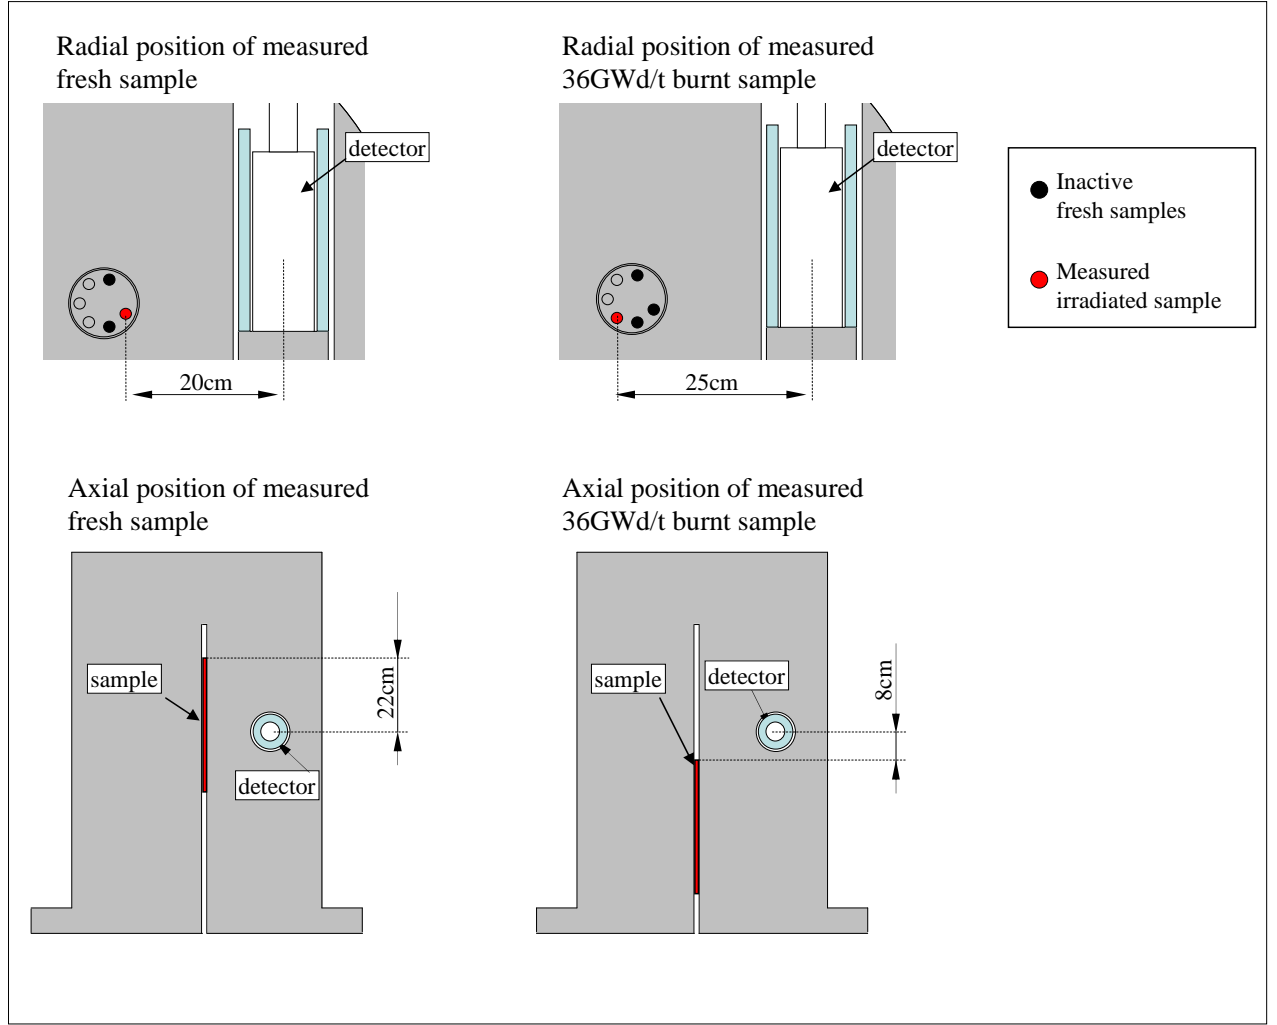 Radial position of measured
fresh sample
Radial position of measured
36GWd/t burnt sample
detector
detector
Inactive
fresh samples
Measured
irradiated sample
20cm
25cm
Axial position of measured
fresh sample
Axial position of measured
36GWd/t burnt sample
sample
22cm
detector
sample
detector
8cm